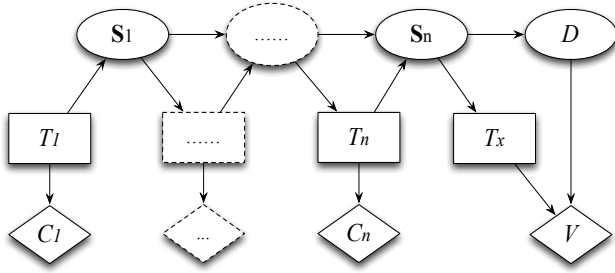 S1 ...... Sn D
T1 ...... Tn Tx
C1 ... Cn V